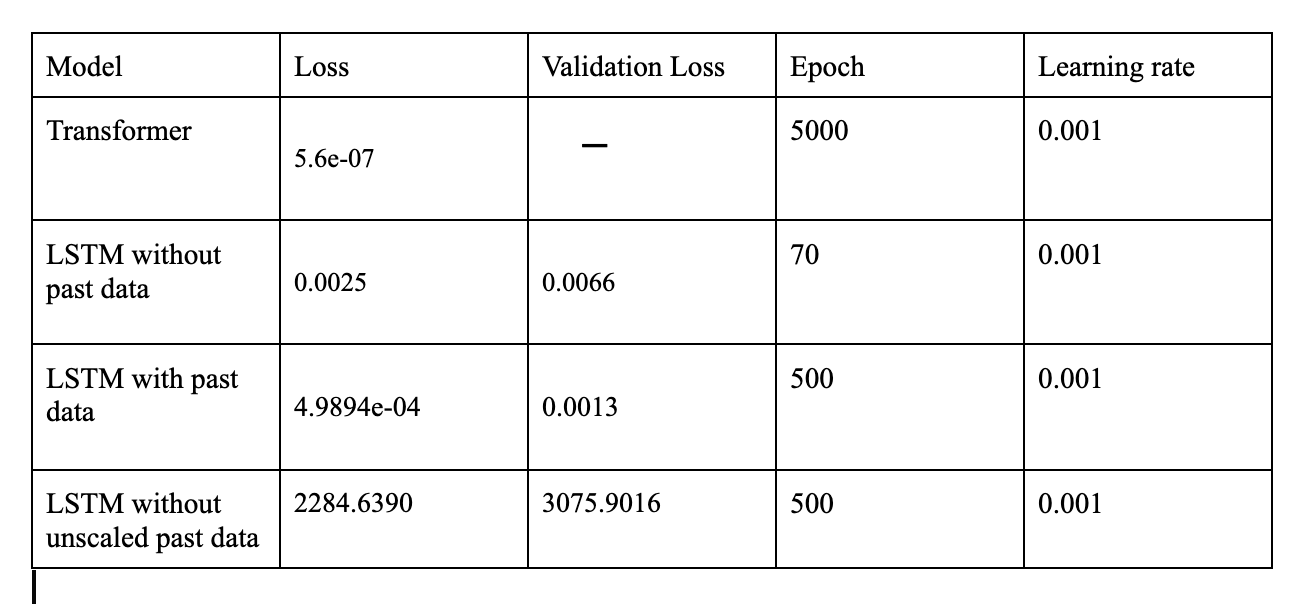 Model Loss Validation Loss Epoch Learning rate
Transformer 5.6e-07 — 5000 0.001
LSTM without
past data 0.0025 0.0066 70 0.001
LSTM with past
data 4.9894e-04 0.0013 500 0.001
LSTM without
unscaled past data 2284.6390 3075.9016 500 0.001